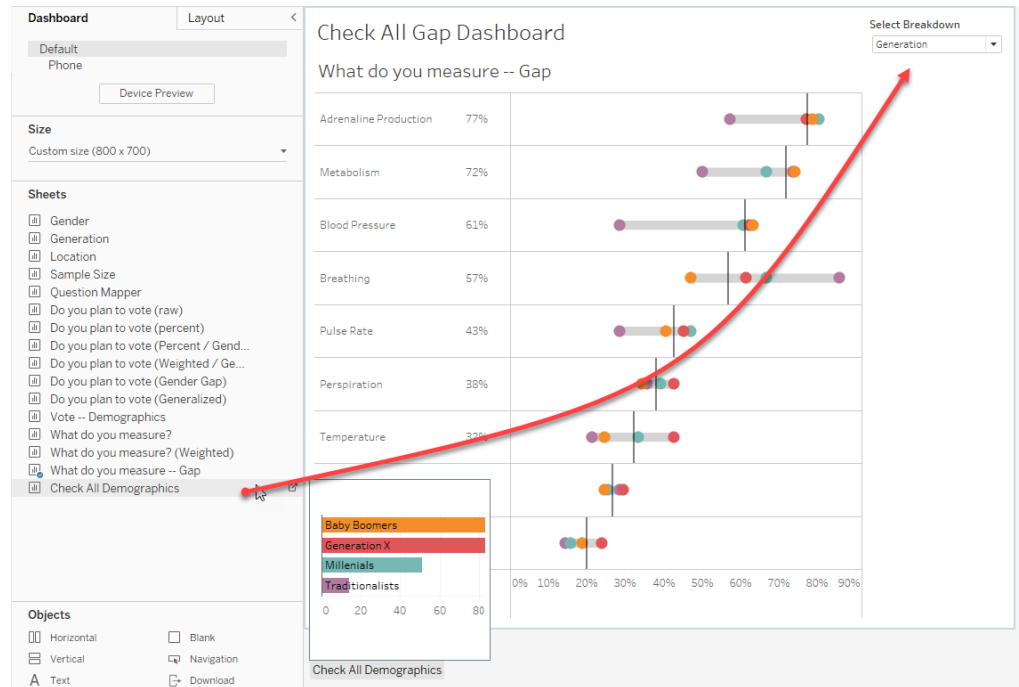 Dashboard
Layout
Default
Phone
Device Preview
Size
Custom size (800 x 700)
Sheets
Gender
Generation
Location
Sample Size
Question Mapper
Do you plan to vote (raw)
Do you plan to vote (percent)
Do you plan to vote (Percent / Gend...
Do you plan to vote (Weighted / Ge...
Do you plan to vote (Gender Gap)
Do you plan to vote (Generalized)
Vote -- Demographics
What do you measure?
What do you measure? (Weighted)
What do you measure -- Gap
Check All Demographics
Objects
Horizontal Blank
Vertical Navigation
Text Download
Check All Gap Dashboard
Select Breakdown
Generation
What do you measure -- Gap
Adrenaline Production 77%
Metabolism 72%
Blood Pressure 61%
Breathing 57%
Pulse Rate 43%
Perspiration 38%
Temperature 32%
0% 10% 20% 30% 40% 50% 60% 70% 80% 90%
Baby Boomers
Generation X
Millenials
Traditionalists
0 20 40 60 80
Check All Demographics